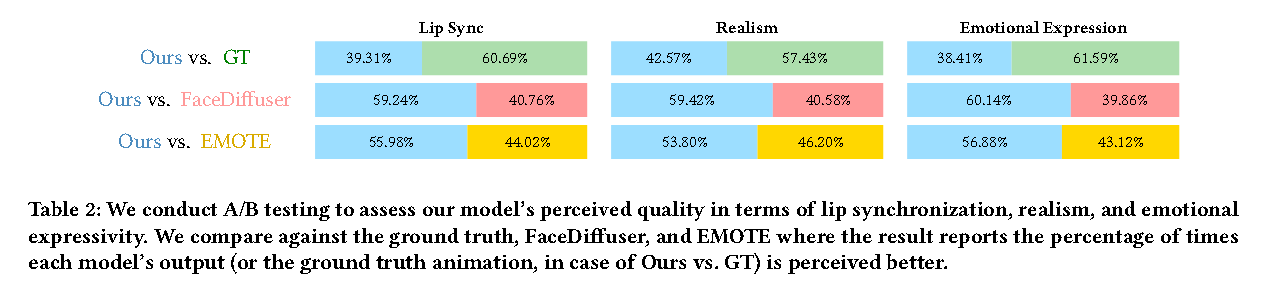 Lip Sync Realism Emotional Expression
Ours vs. GT 39.31% 60.69% 42.57% 57.43% 38.41% 61.59%
Ours vs. FaceDiffuser 59.24% 40.76% 59.42% 40.58% 60.14% 39.86%
Ours vs. EMOTE 55.98% 44.02% 53.80% 46.20% 56.88% 43.12%
Table 2: We conduct A/B testing to assess our model's perceived quality in terms of lip synchronization, realism, and emotional
expressivity. We compare against the ground truth, FaceDiffuser, and EMOTE where the result reports the percentage of times
each model's output (or the ground truth animation, in case of Ours vs. GT) is perceived better.